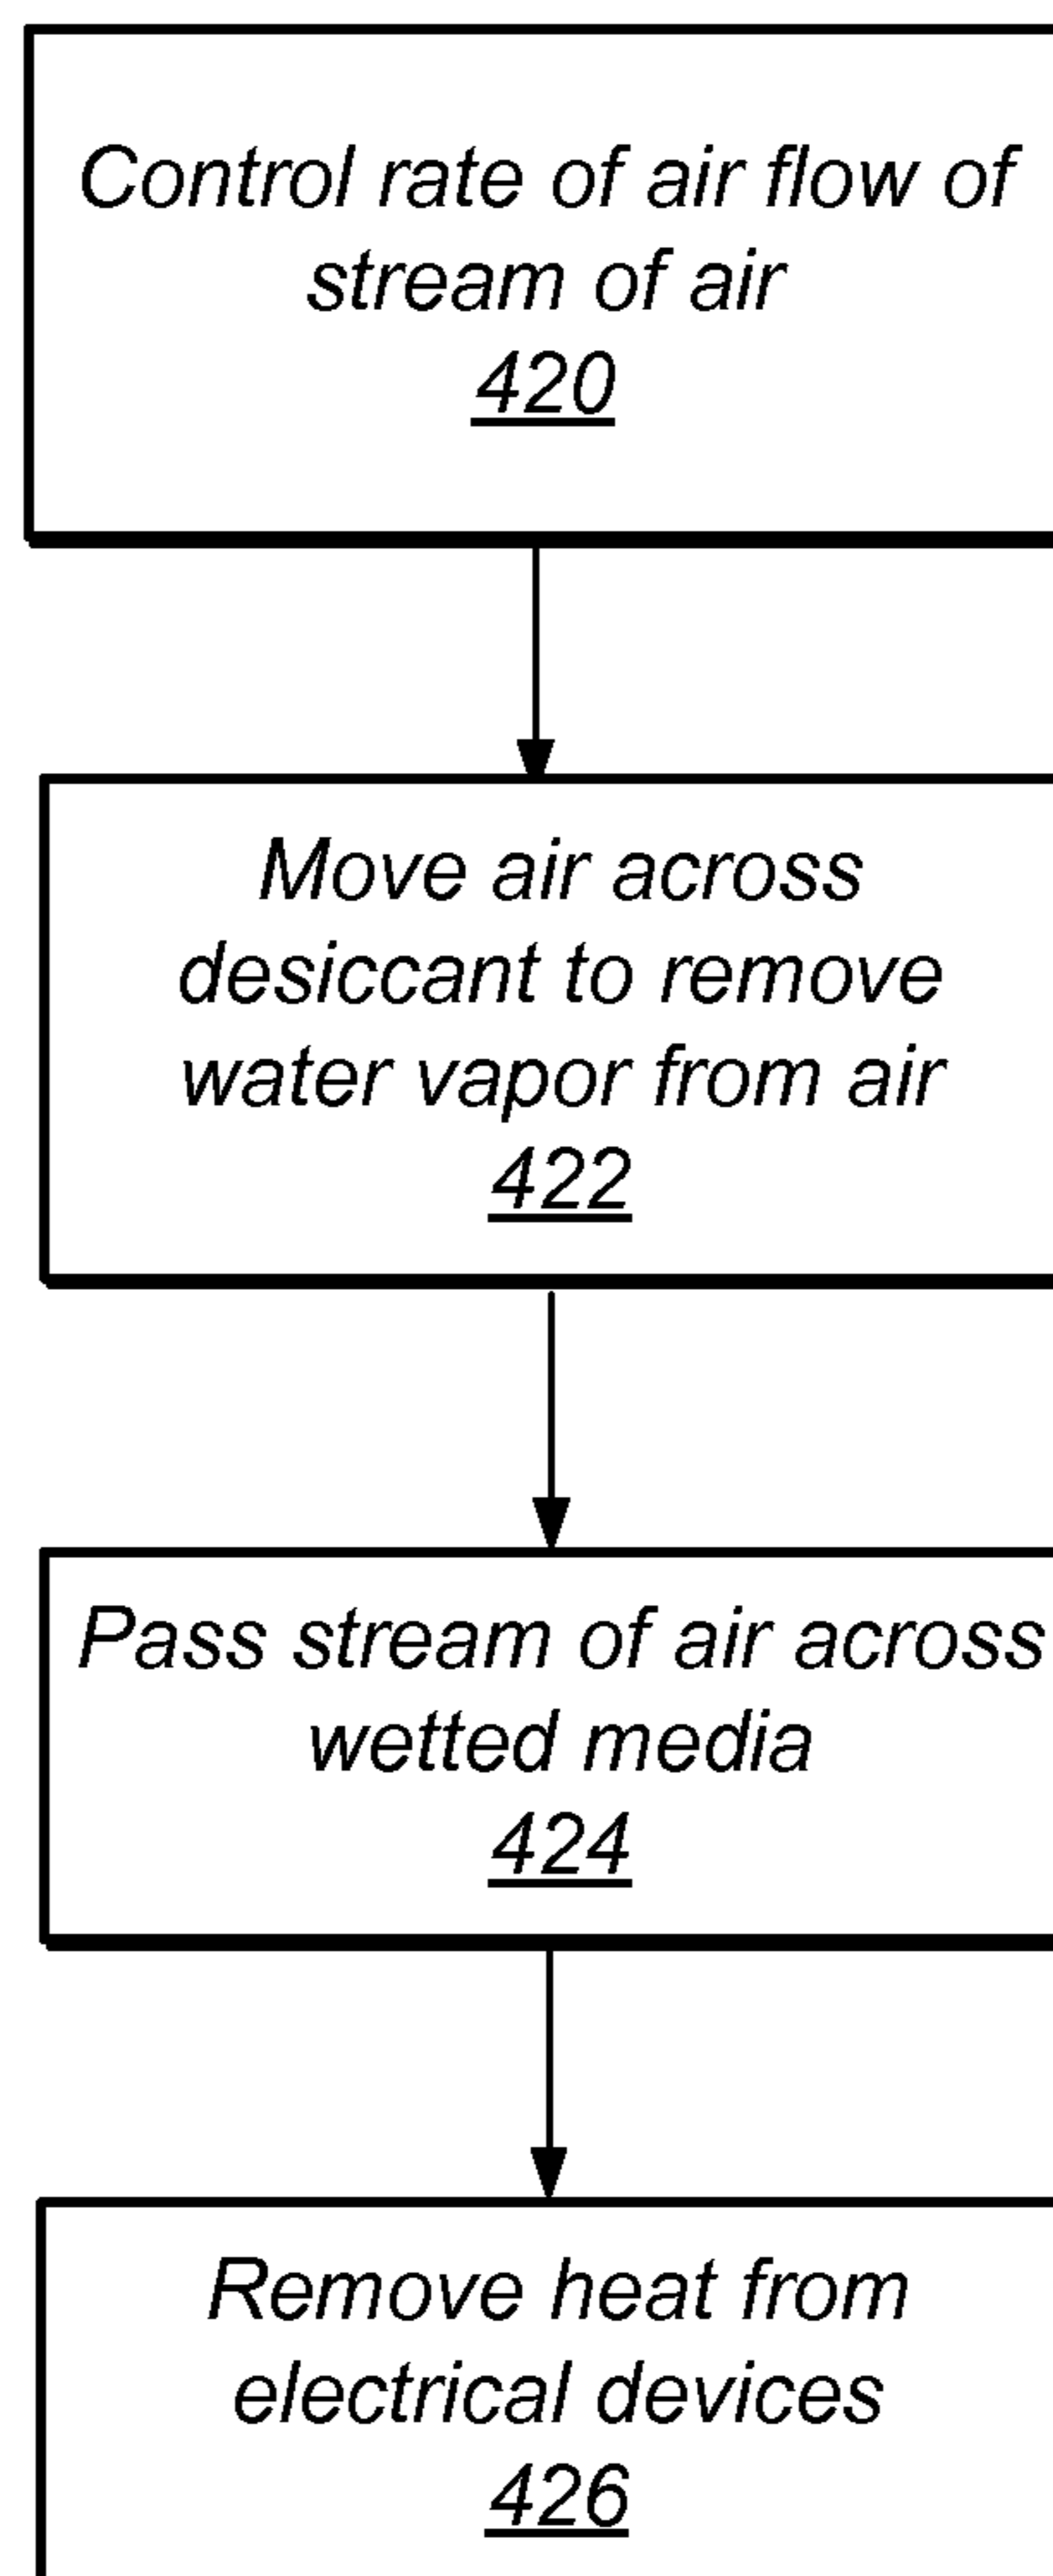 Control rate of air flow of
stream of air
420
Move air across
desiccant to remove
water vapor from air
422
Pass stream of air across
wetted media
424
Remove heat from
electrical devices
426